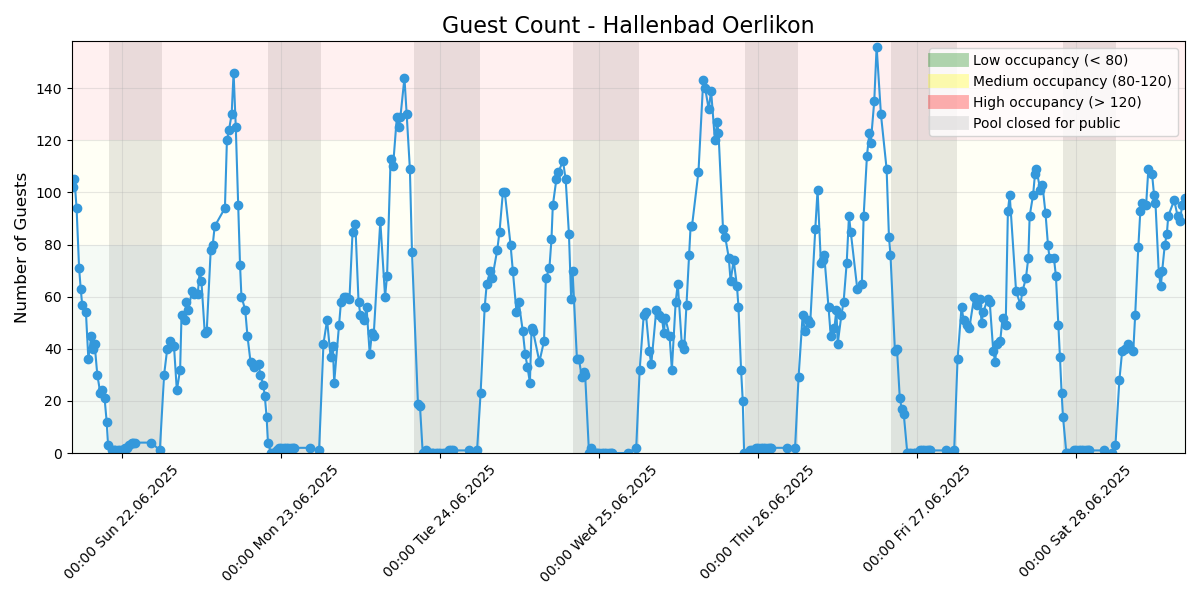 Guest Count - Hallenbad Oerlikon
Number of Guests
140
120
100
80
60
40
20
0
Low occupancy (< 80)
Medium occupancy (80-120)
High occupancy (> 120)
Pool closed for public
00:00 Sun 22.06.2025
00:00 Mon 23.06.2025
00:00 Tue 24.06.2025
00:00 Wed 25.06.2025
00:00 Thu 26.06.2025
00:00 Fri 27.06.2025
00:00 Sat 28.06.2025